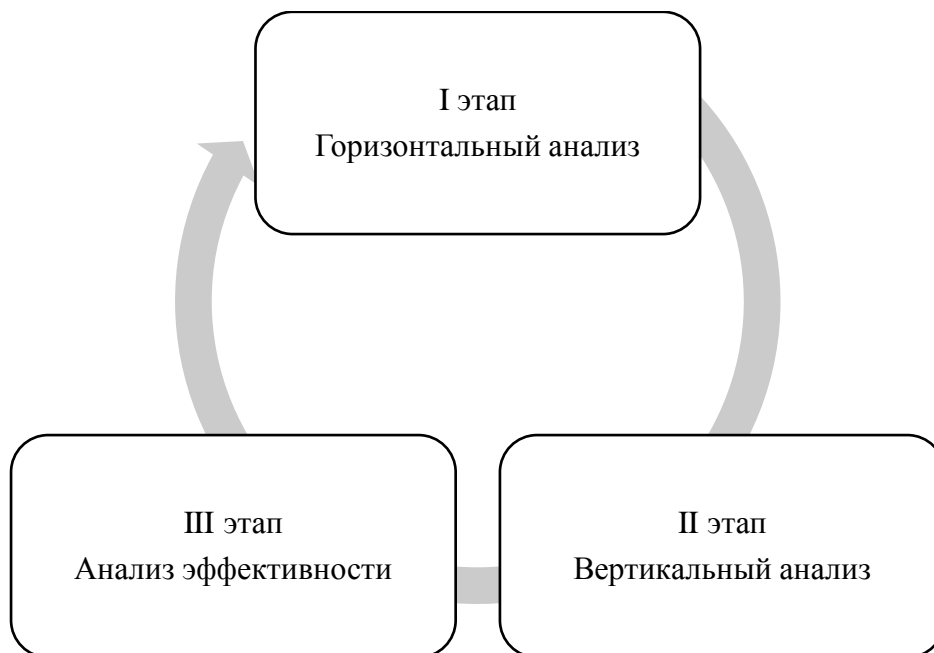 I этап
Горизонтальный анализ
II этап
Вертикальный анализ
III этап
Анализ эффективности